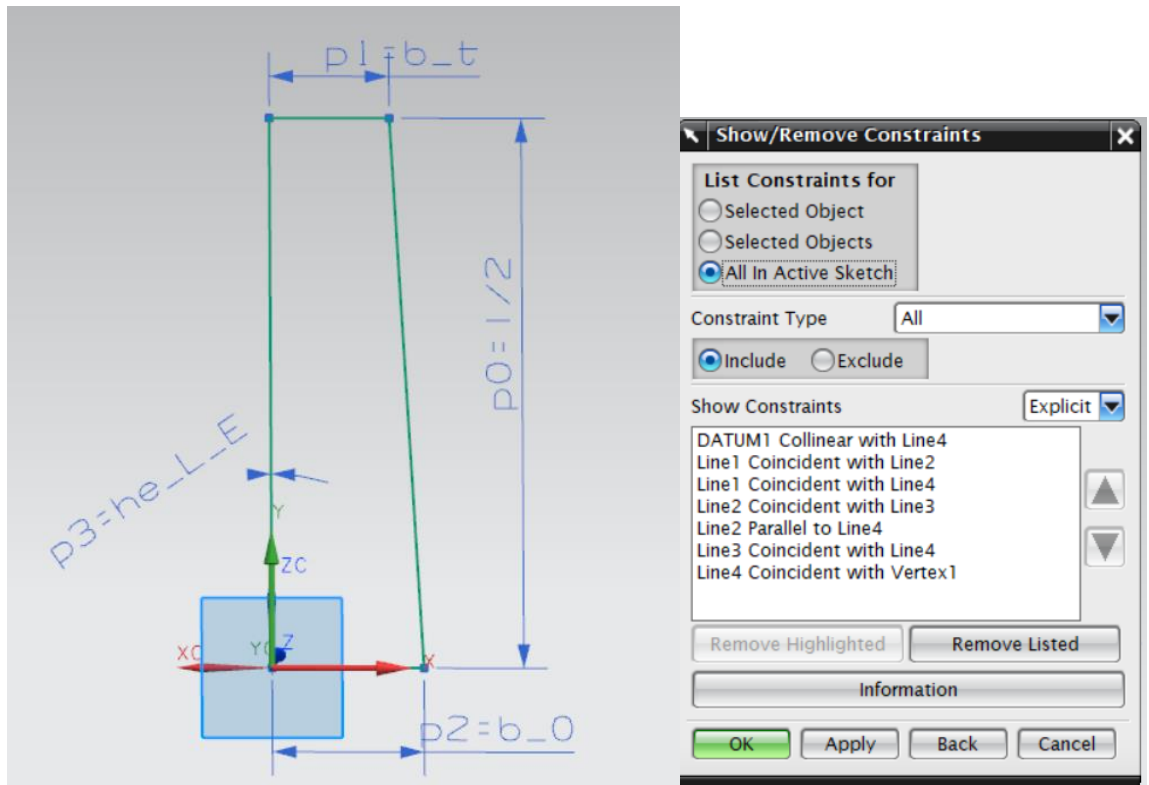 p1=b_t
p0=1/2
p3=he_L_E
Y
ZC
XC
YC
Z
X
p2=b_0
Show/Remove Constraints
List Constraints for
Selected Object
Selected Objects
All In Active Sketch
Constraint Type
All
Include
Exclude
Show Constraints
Explicit
DATUM1 Collinear with Line4
Line1 Coincident with Line2
Line1 Coincident with Line4
Line2 Coincident with Line3
Line2 Parallel to Line4
Line3 Coincident with Line4
Line4 Coincident with Vertex1
Remove Highlighted
Remove Listed
Information
OK
Apply
Back
Cancel